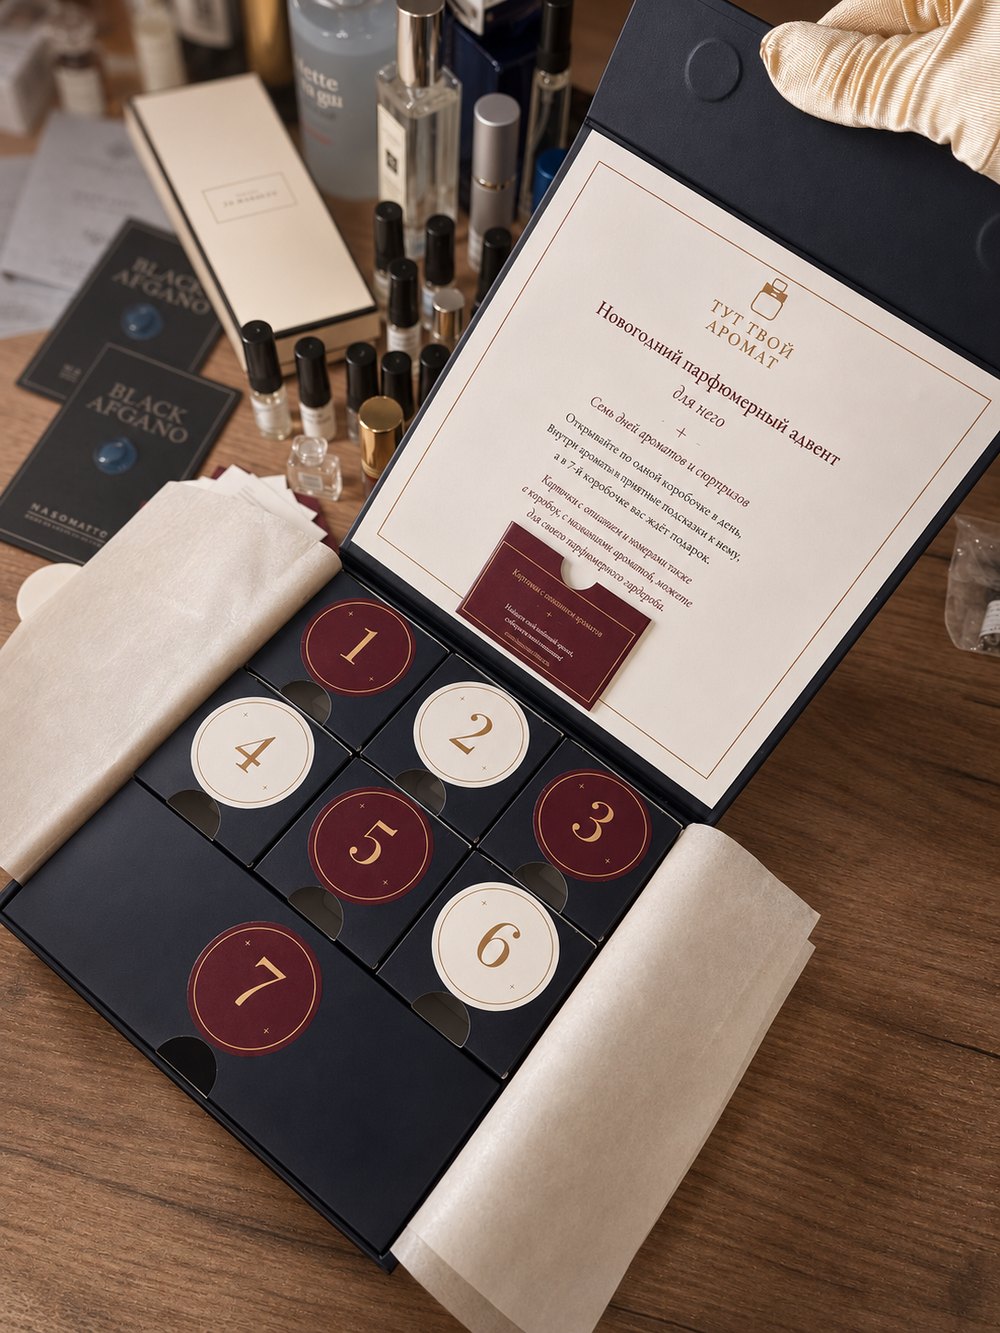 ТУТ ТВОЙ
АРОМАТ
Новогодний парфюмерный адвент
для него
Семь дней ароматов и сюрпризов
Открывайте по одной коробочке в день,
Внутри ароматы и приятные подсказки к нему,
а в 7-й коробочке вас ждёт подарок.
Карточки с описанием и номерами также
в коробоч, с названиями ароматов, можете
для своего парфюмерного гардероба.
Карточки с описанием ароматов
1
2
3
4
5
6
7
BLACK
AFGANO
BLACK
AFGANO
NASOMATTO